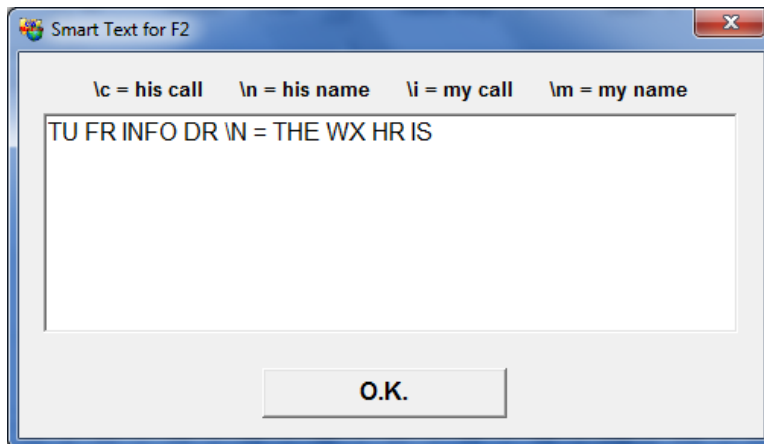 Smart Text for F2
\c = his call \n = his name \i = my call \m = my name
TU FR INFO DR \N = THE WX HR IS
O.K.